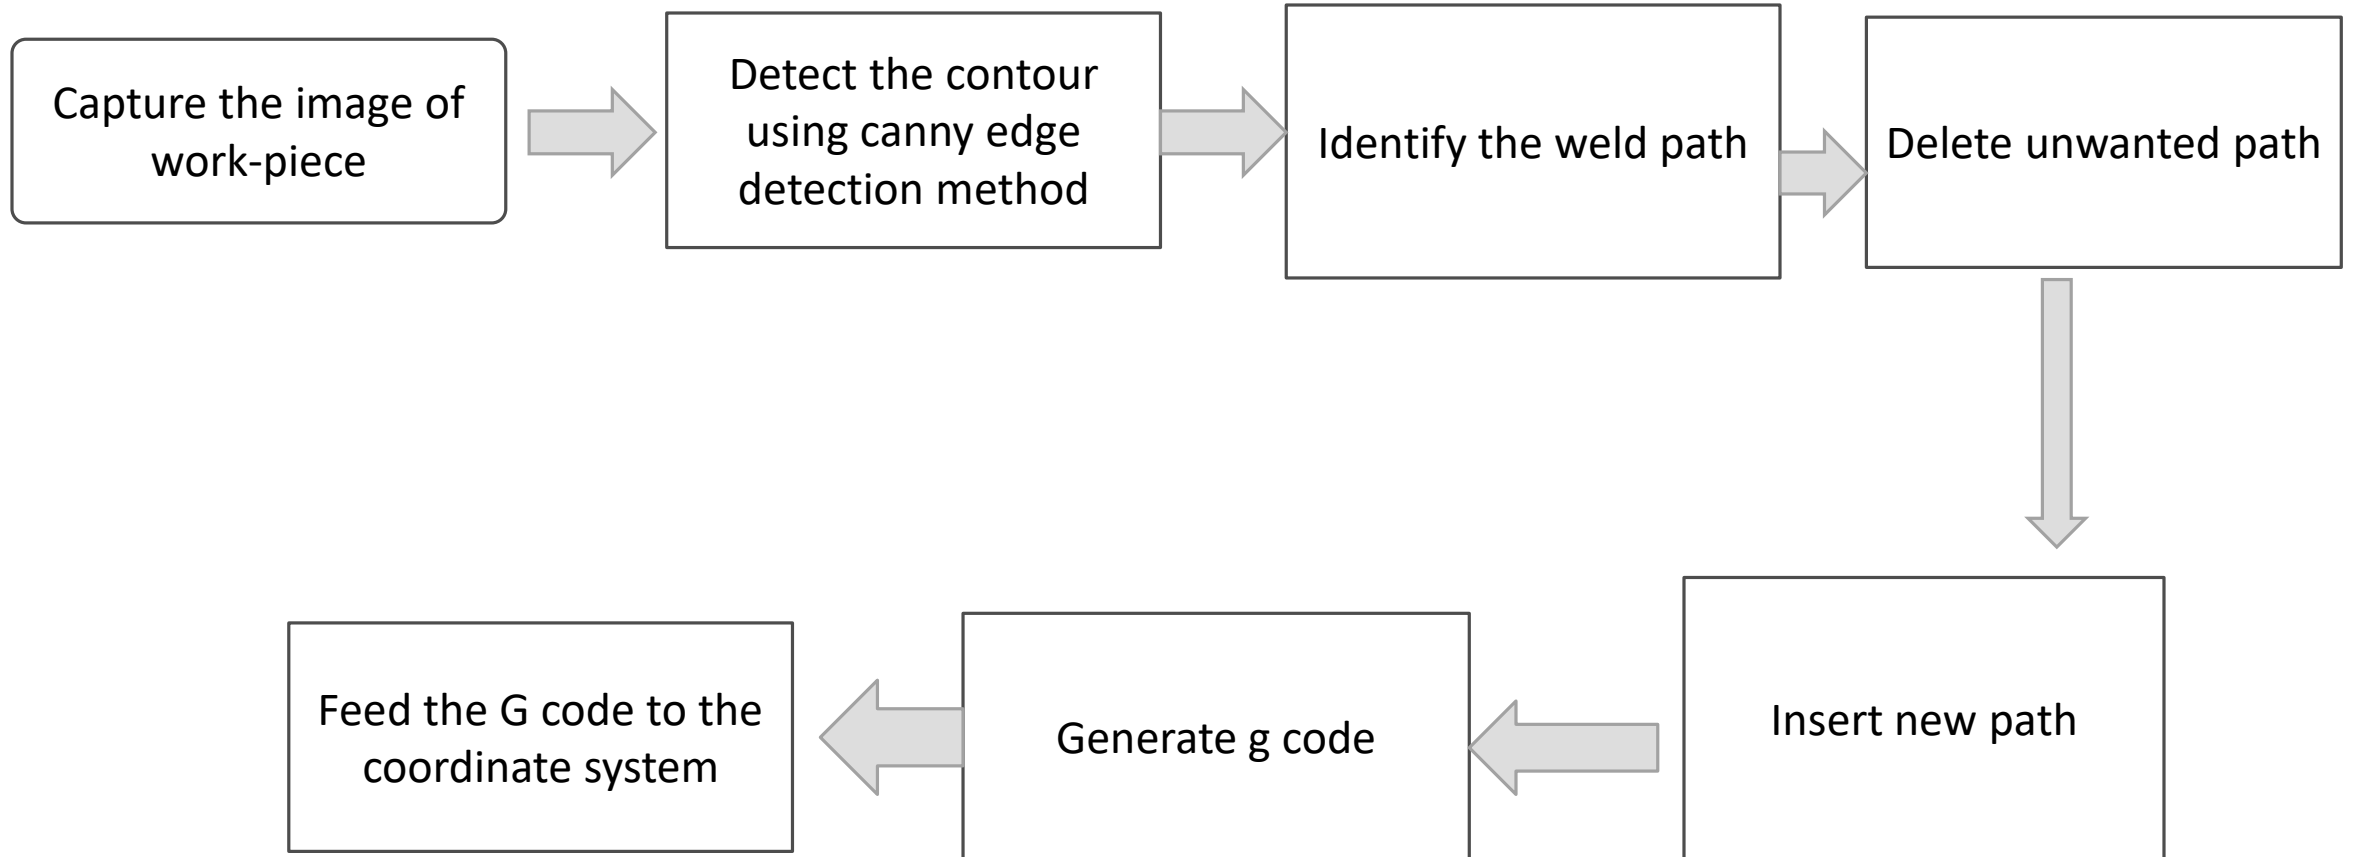 Capture the image of
work-piece
Detect the contour
using canny edge
detection method
Identify the weld path
Delete unwanted path
Insert new path
Generate g code
Feed the G code to the
coordinate system